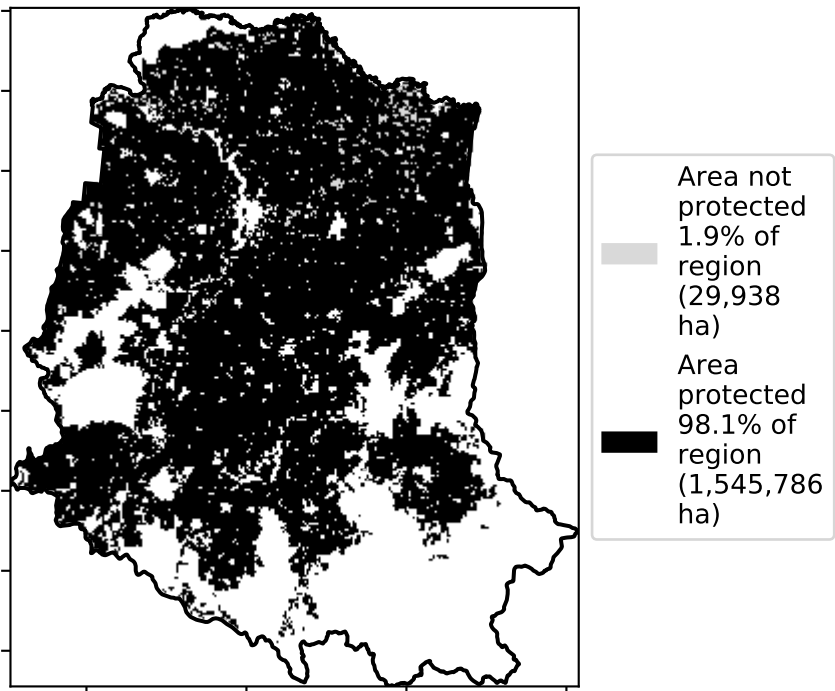 Area not
protected
1.9% of
region
(29,938
ha)
Area
protected
98.1% of
region
(1,545,786
ha)